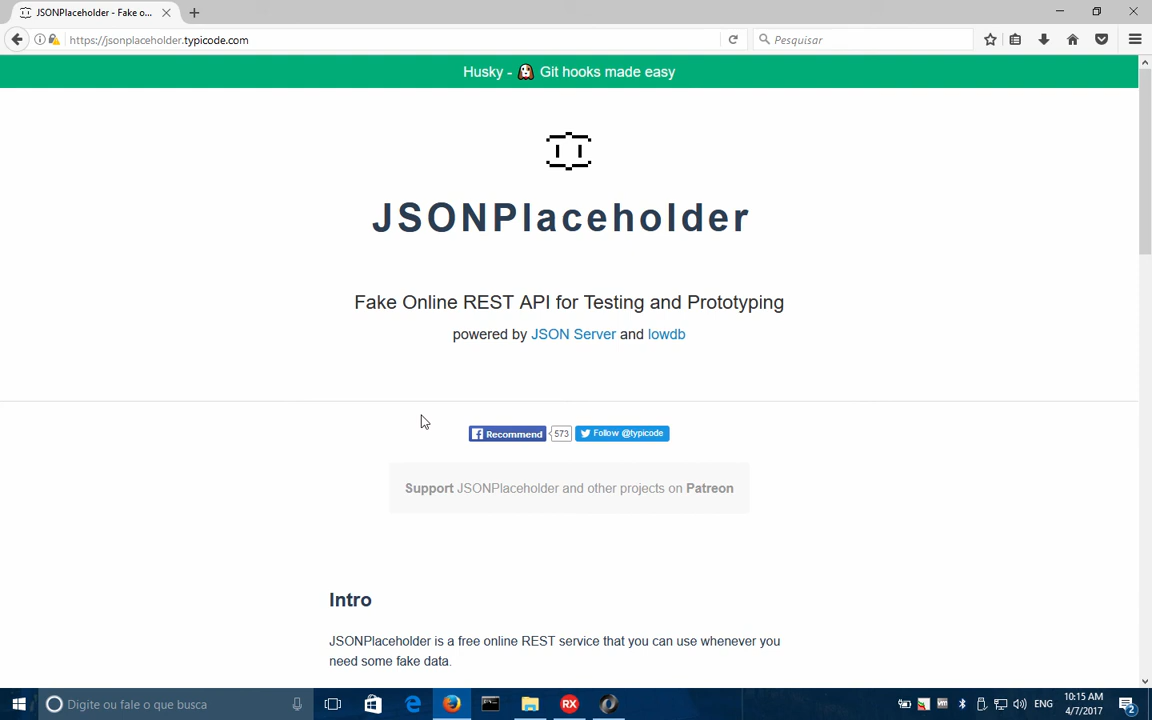 JSONPlaceholder - Fake o...
https://jsonplaceholder.typicode.com
Pesquisar
Husky - Git hooks made easy
JSONPlaceholder
Fake Online REST API for Testing and Prototyping
powered by JSON Server and lowdb
Recommend 573 Follow @typicode
Support JSONPlaceholder and other projects on Patreon
Intro
JSONPlaceholder is a free online REST service that you can use whenever you
need some fake data.
Digite ou fale o que busca
RX
ENG
10:15 AM
4/7/2017
2